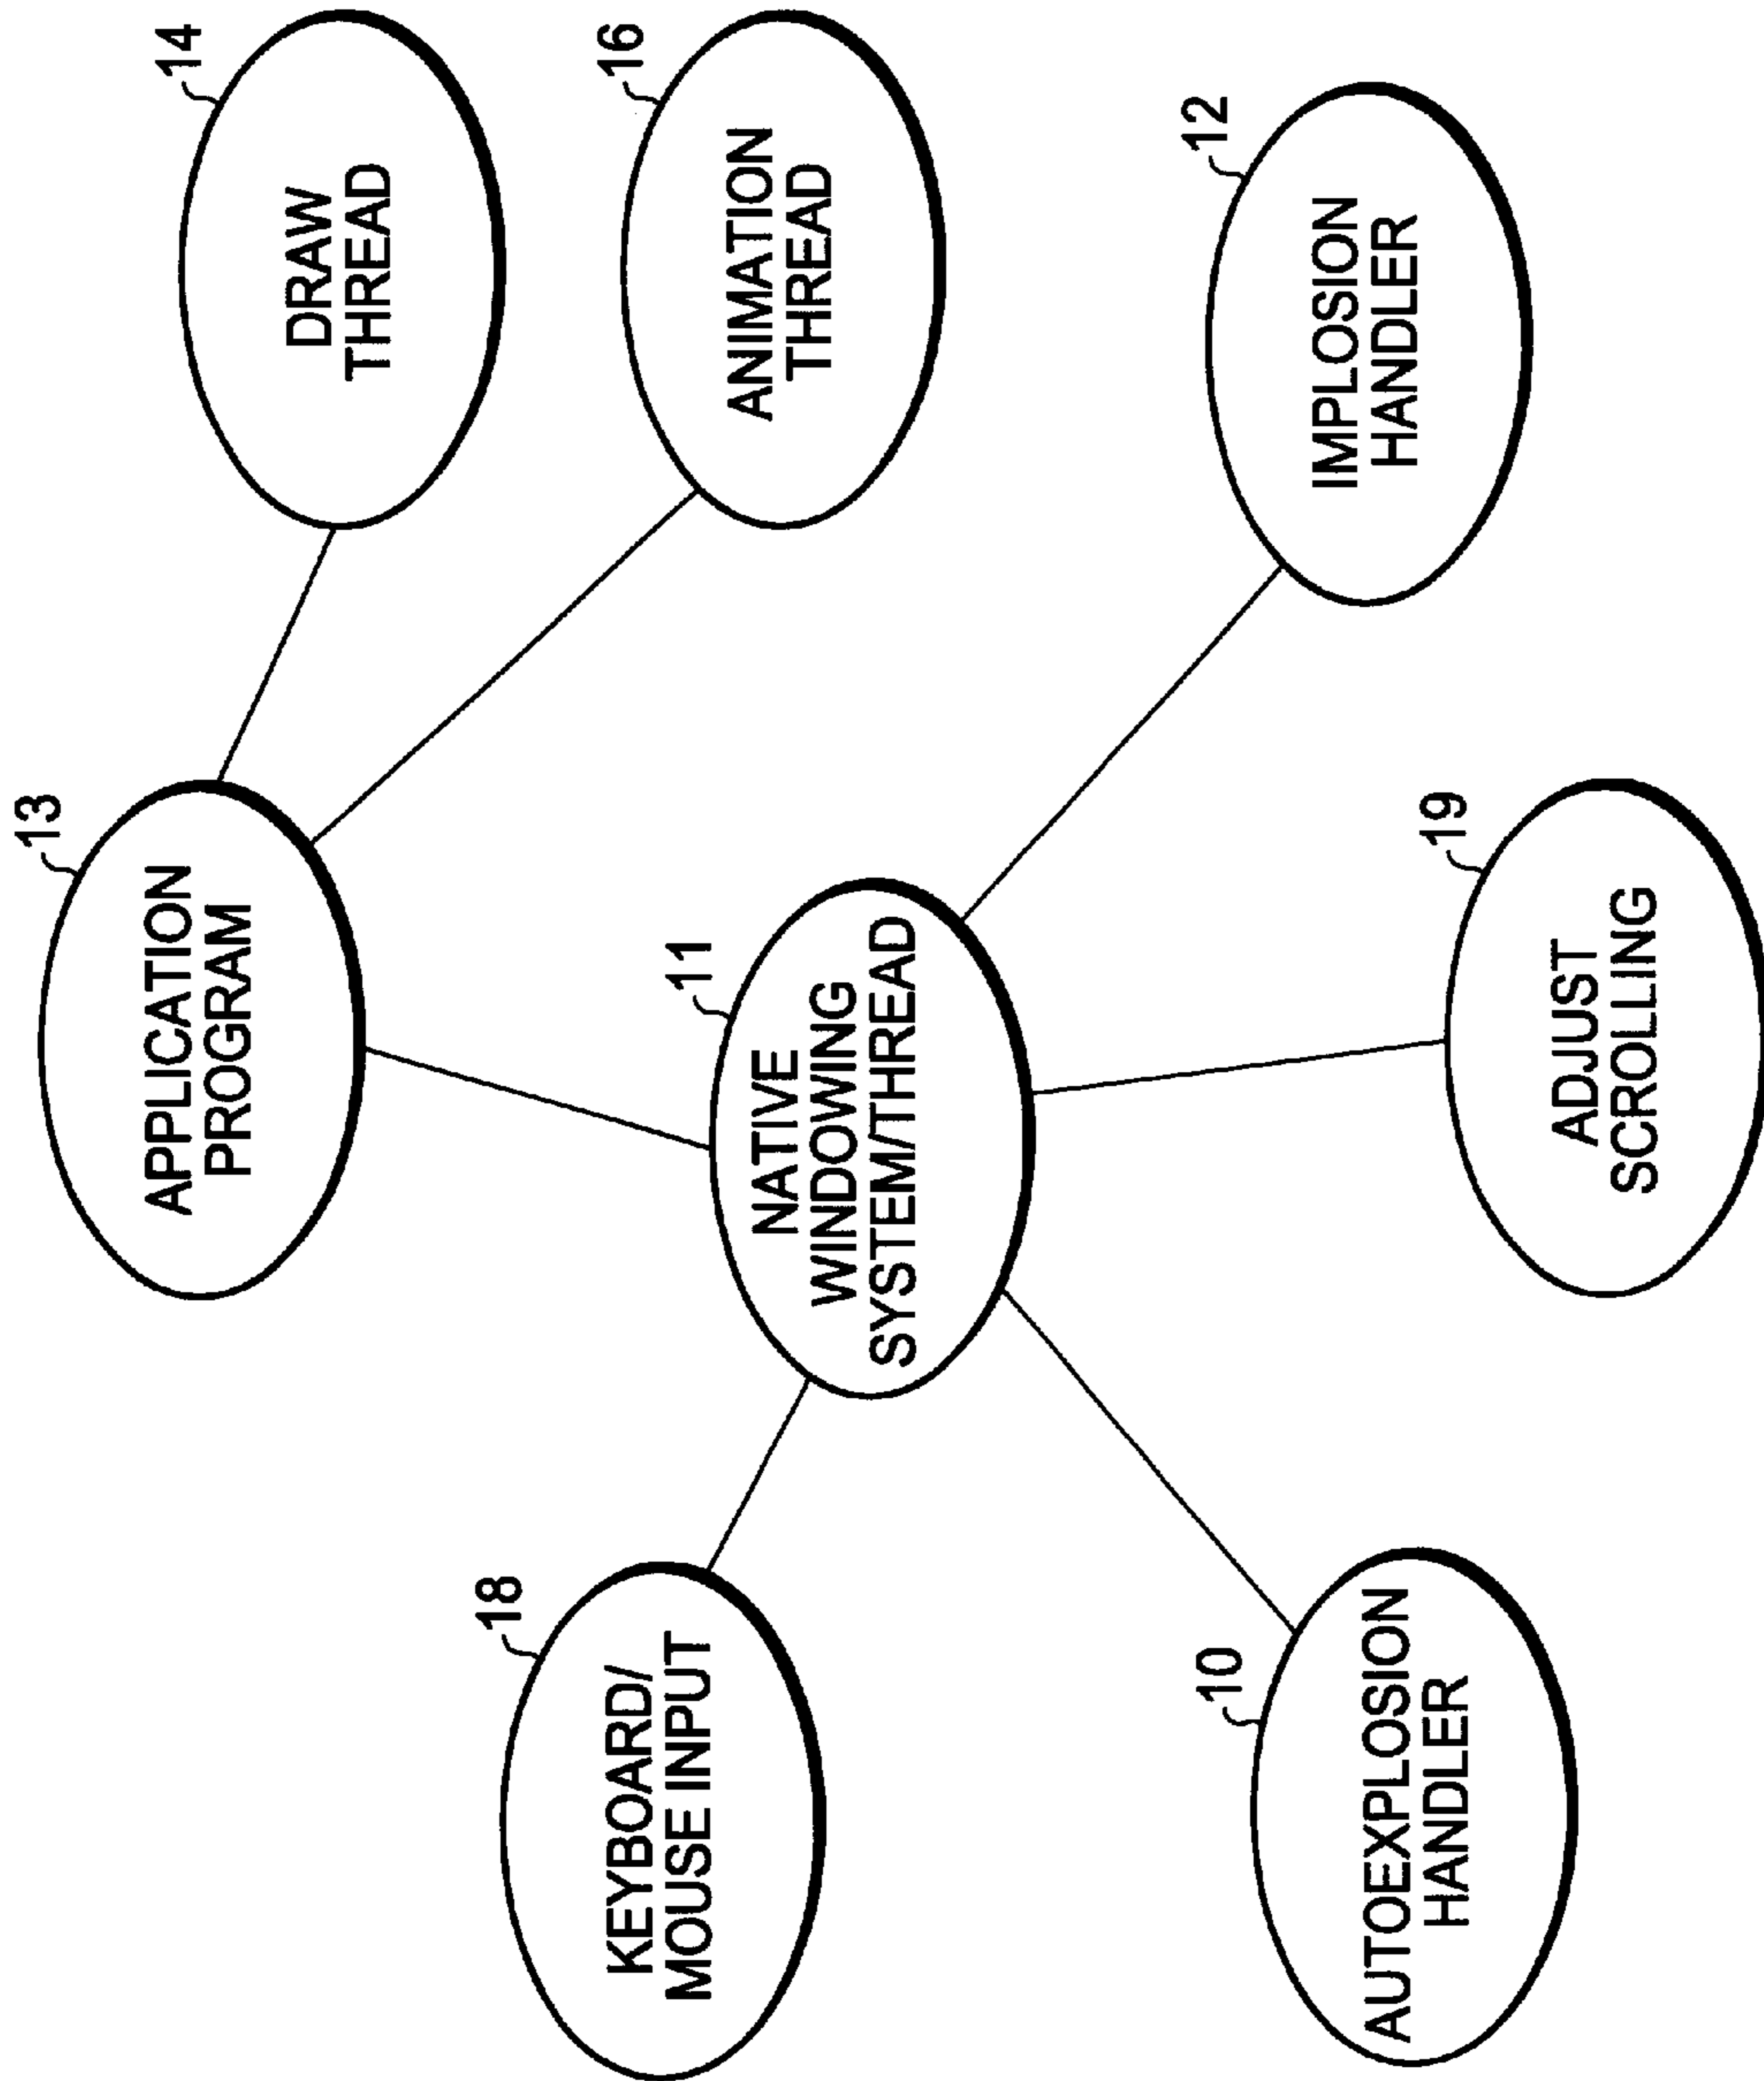 13
APPLICATION
PROGRAM
14
DRAW
THREAD
16
ANIMATION
THREAD
18
KEYBOARD/
MOUSE INPUT
11
NATIVE
WINDOWING
SYSTEM/THREAD
10
AUTOEXPLOSION
HANDLER
19
ADJUST
SCROLLING
12
IMPLOSION
HANDLER